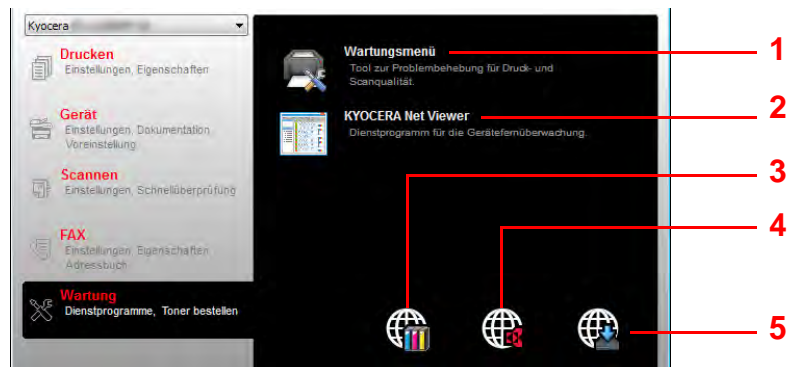 Kyocera
Drucken
Einstellungen, Eigenschaften
Gerät
Einstellungen, Dokumentation,
Voreinstellung
Scannen
Einstellungen, Schnellüberprüfung
FAX
Einstellungen, Eigenschaften,
Adressbuch
Wartung
Dienstprogramme, Toner bestellen
Wartungsmenü
Tool zur Problembehebung für Druck- und
Scanqualität.
KYOCERA Net Viewer
Dienstprogramm für die Gerätefernüberwachung.
1
2
3
4
5